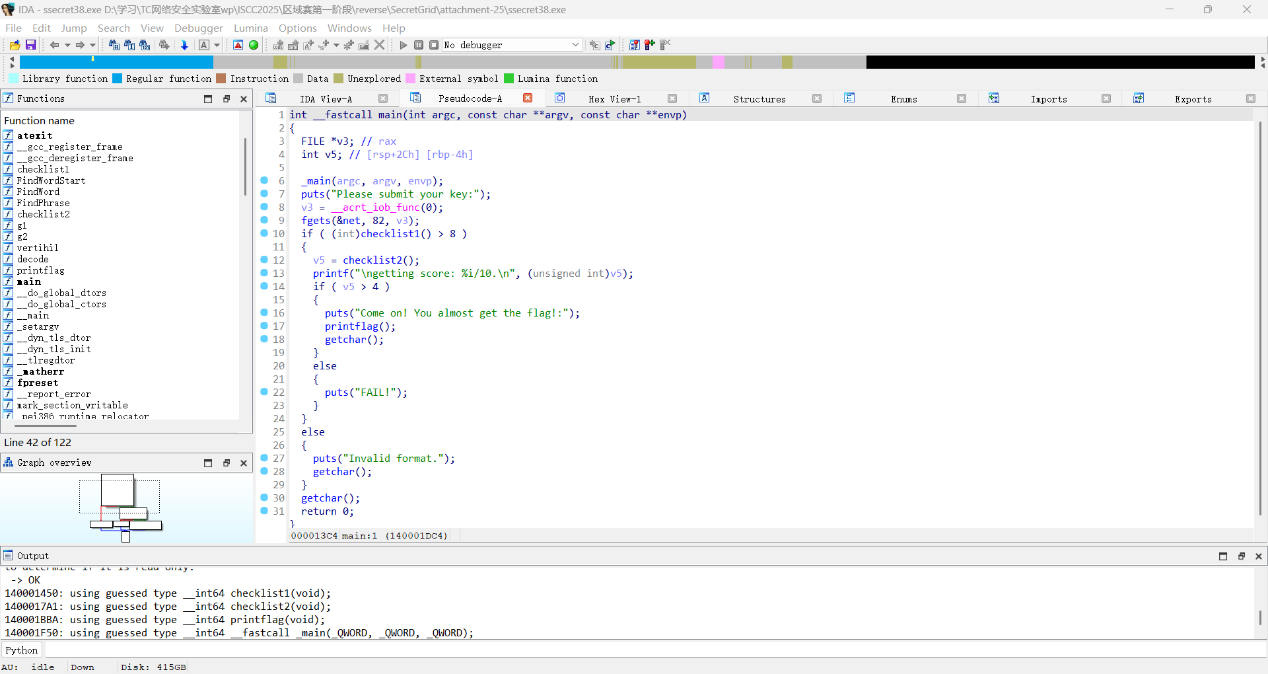 IDA - ssecret38.exe D:\学习\TC网络安全实验室wp\ISCC2025\区域赛第一阶段\reverse\SecretGrid\attachment-25\ssecret38.exe
File Edit Jump Search View Debugger Lumina Options Windows Help
No debugger
Library function Regular function Instruction Data Unexplored External symbol Lumina function
Functions
IDA View-A Pseudocode-A Hex View-1 Structures Enums Imports Exports
Function name
atexit
__gcc_register_frame
__gcc_deregister_frame
checklist1
FindWordStart
FindWord
FindPhrase
checklist2
g1
g2
vertihil
decode
printflag
main
__do_global_dtors
__do_global_ctors
__main
_setargv
__dyn_tls_dtor
__dyn_tls_init
__tlregdtor
_matherr
fpreset
__report_error
mark_section_writable
_pei386_runtime_relocator
Line 42 of 122
Graph overview
1 int __fastcall main(int argc, const char **argv, const char **envp)
2 {
3 FILE *v3; // rax
4 int v5; // [rsp+2Ch] [rbp-4h]
5
6 _main(argc, argv, envp);
7 puts("Please submit your key:");
8 v3 = __acrt_iob_func(0);
9 fgets(&net, 82, v3);
10 if ( (int)checklist1() > 8 )
11 {
12 v5 = checklist2();
13 printf("\ngetting score: %i/10.\n", (unsigned int)v5);
14 if ( v5 > 4 )
15 {
16 puts("Come on! You almost get the flag!:");
17 printflag();
18 getchar();
19 }
20 else
21 {
22 puts("FAIL!");
23 }
24 }
25 else
26 {
27 puts("Invalid format.");
28 getchar();
29 }
30 getchar();
31 return 0;
}
000013C4 main:1 (140001DC4)
Output
to determine if it is read only.
-> OK
140001450: using guessed type __int64 checklist1(void);
1400017A1: using guessed type __int64 checklist2(void);
140001BBA: using guessed type __int64 printflag(void);
140001F50: using guessed type __int64 __fastcall _main(_QWORD, _QWORD, _QWORD);
Python
AU: idle Down Disk: 415GB